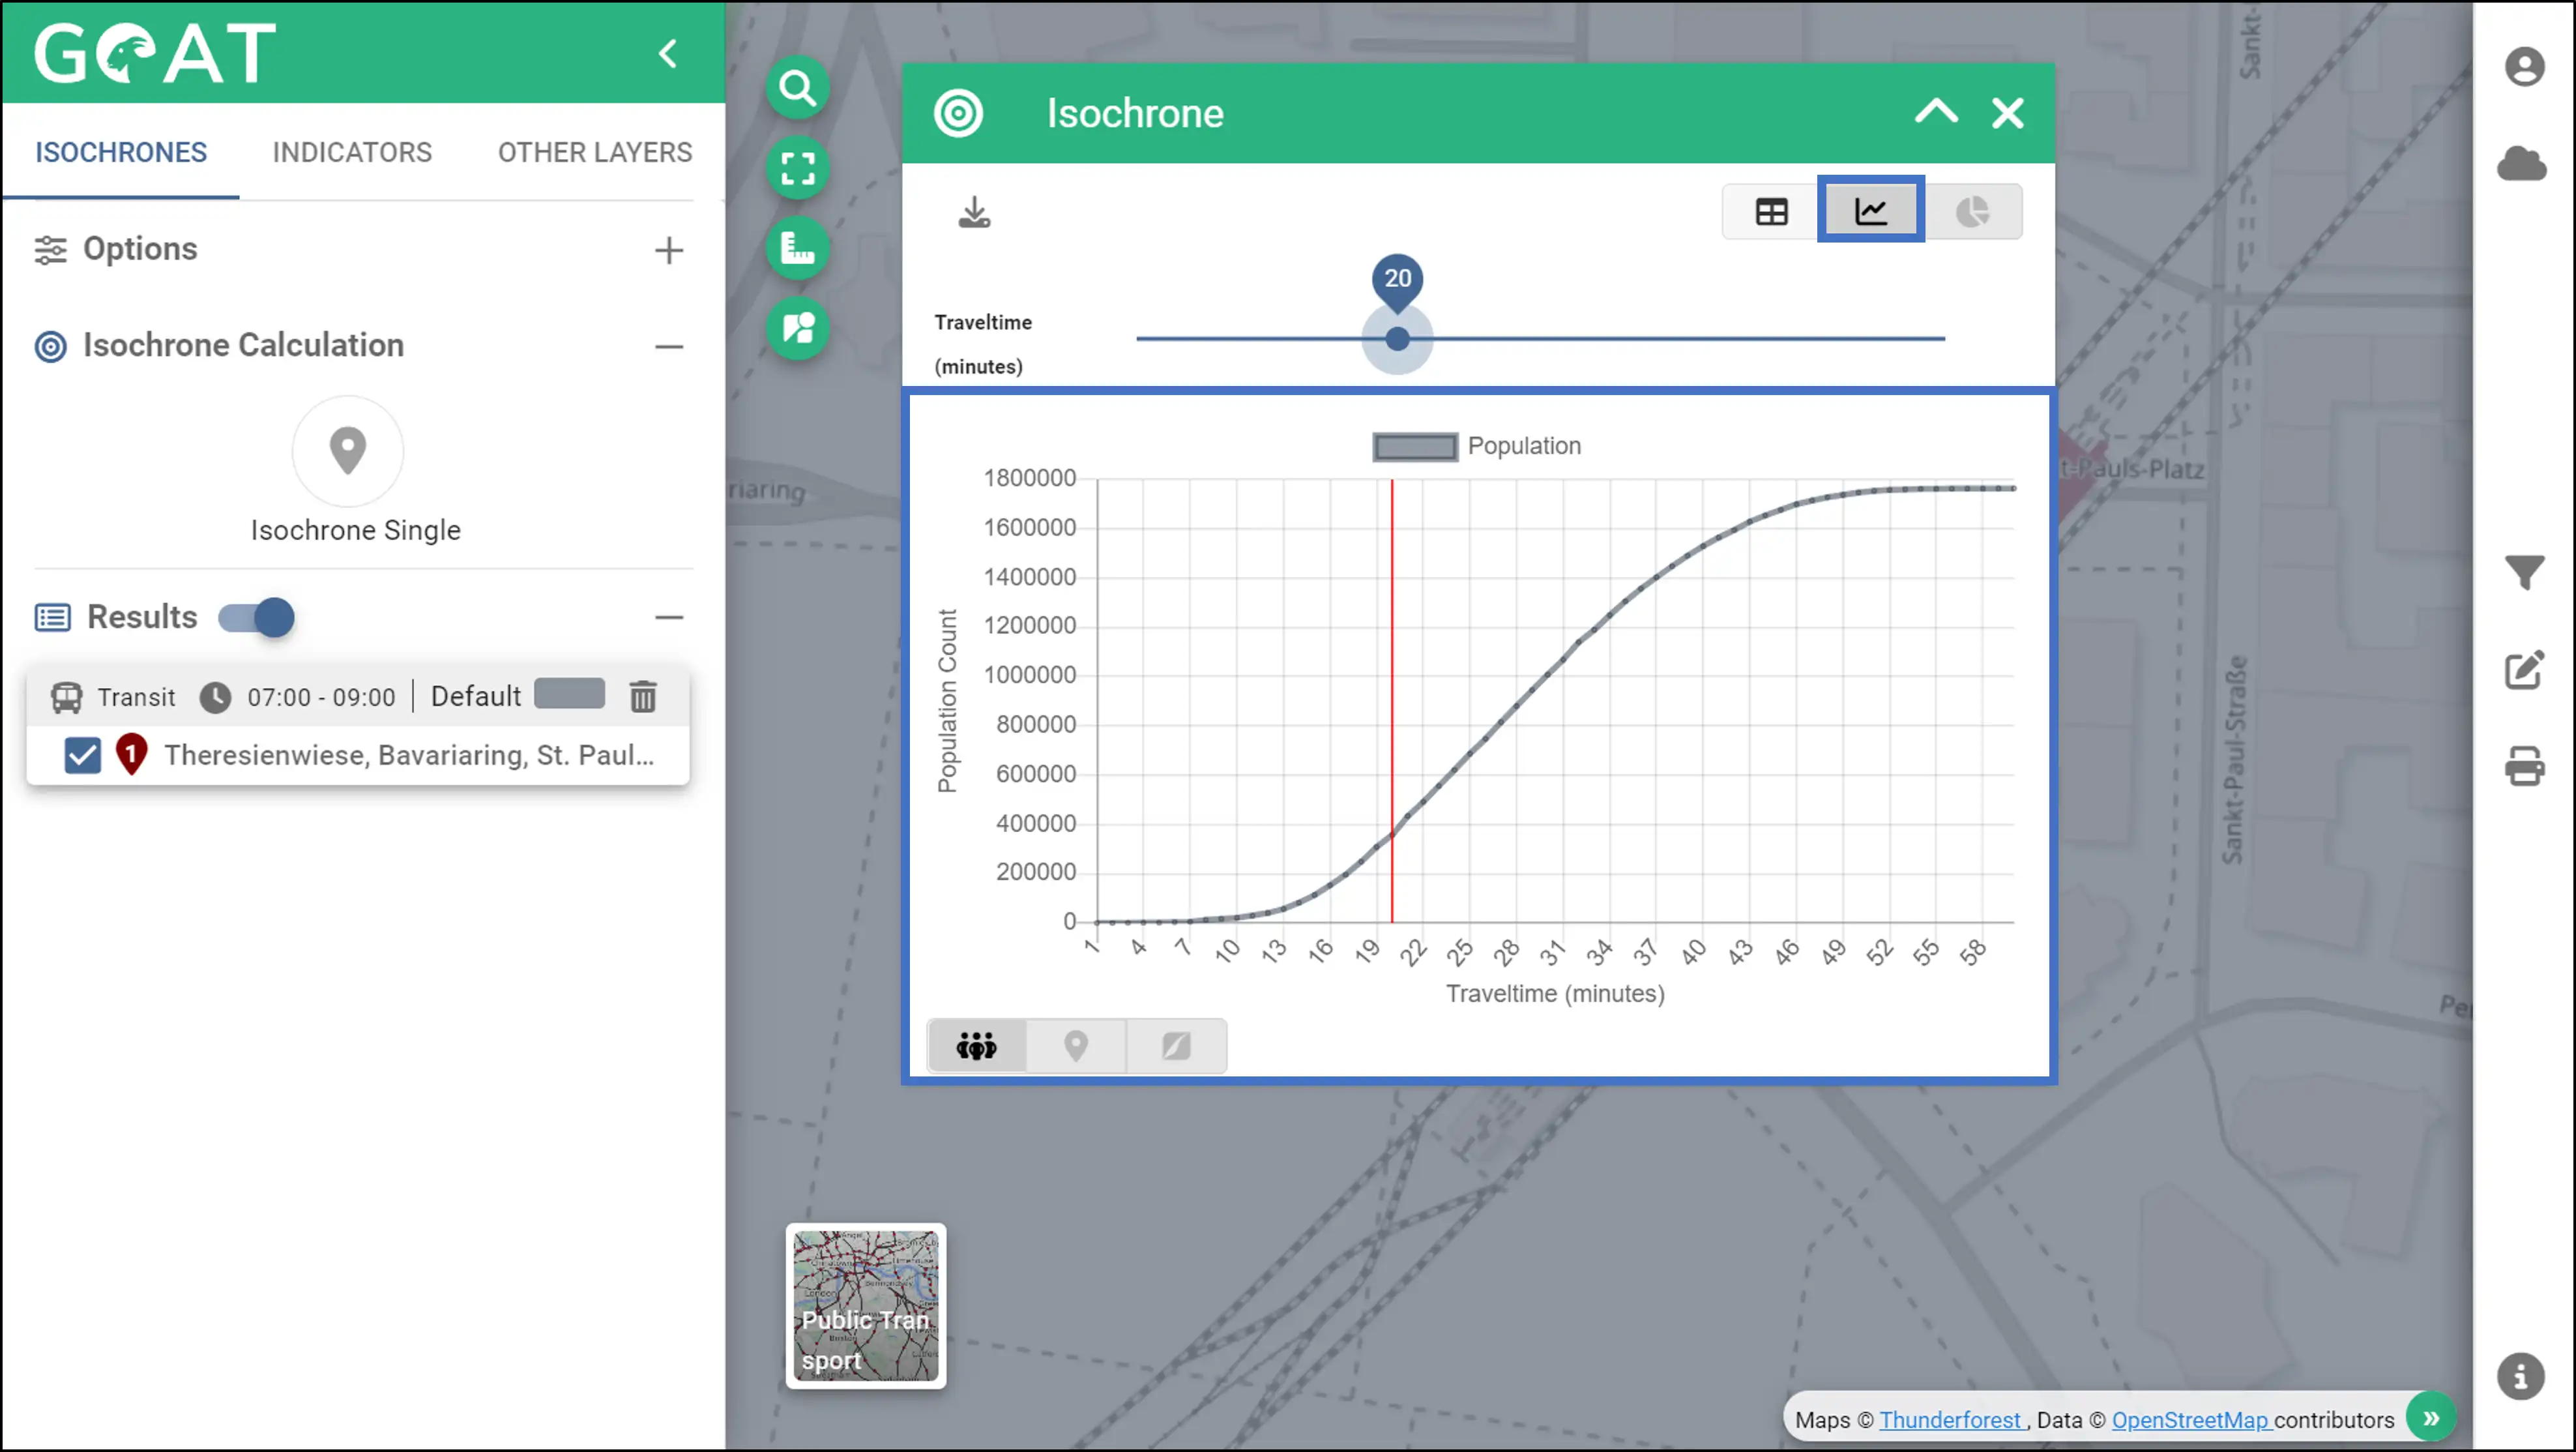 GOAT
ISOCHRONES INDICATORS OTHER LAYERS
Options
Isochrone Calculation
Isochrone Single
Results
Transit 07:00 - 09:00 Default
1 Theresienwiese, Bavariaring, St. Paul...
Isochrone
20
Traveltime
(minutes)
Population
1800000
1600000
1400000
1200000
1000000
800000
600000
400000
200000
0
Population Count
1 4 7 10 13 16 19 22 25 28 31 34 37 40 43 46 49 52 55 58
Traveltime (minutes)
riaring
Sankt-
t-Pauls-Platz
Sankt-Paul-Straße
London
Public Tran
sport
Maps © Thunderforest , Data © OpenStreetMap contributors »